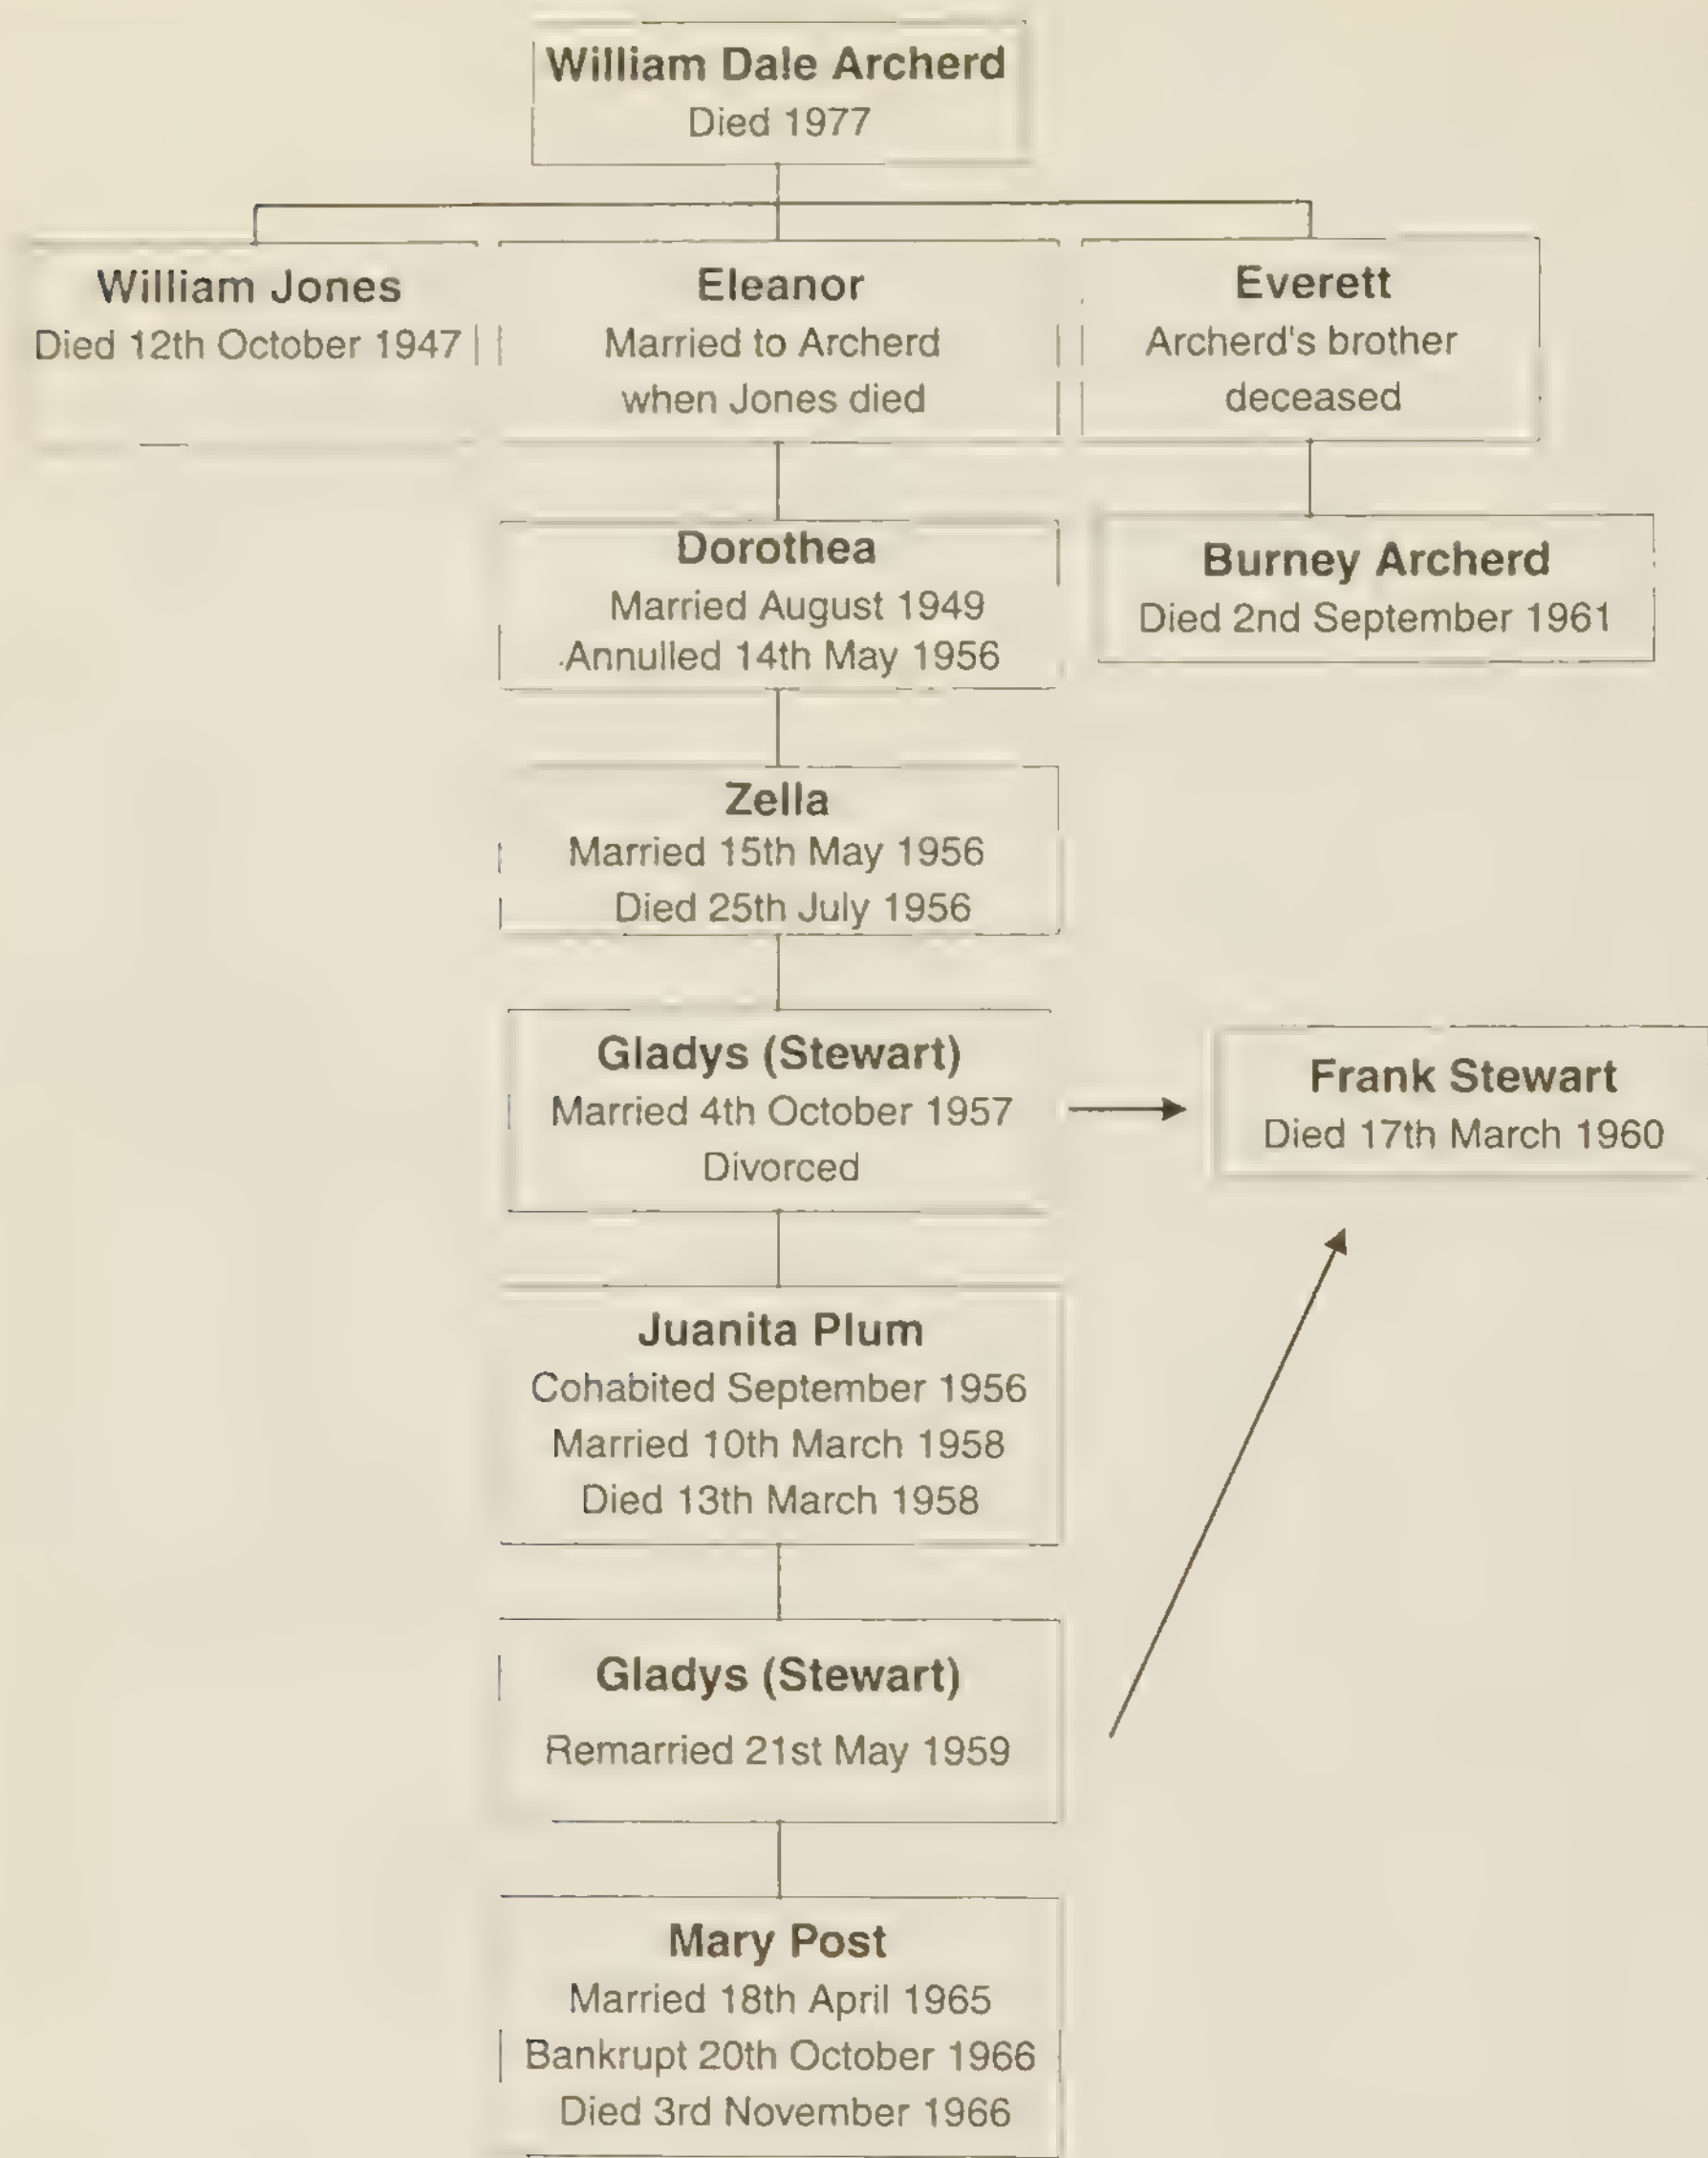 William Dale Archerd
Died 1977
William Jones
Died 12th October 1947
Eleanor
Married to Archerd
when Jones died
Everett
Archerd's brother
deceased
Dorothea
Married August 1949
Annulled 14th May 1956
Burney Archerd
Died 2nd September 1961
Zella
Married 15th May 1956
Died 25th July 1956
Gladys (Stewart)
Married 4th October 1957
Divorced
Frank Stewart
Died 17th March 1960
Juanita Plum
Cohabited September 1956
Married 10th March 1958
Died 13th March 1958
Gladys (Stewart)
Remarried 21st May 1959
Mary Post
Married 18th April 1965
Bankrupt 20th October 1966
Died 3rd November 1966